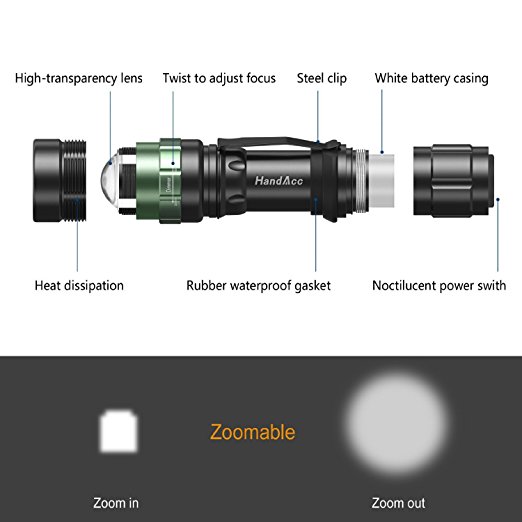 High-transparency lens
Twist to adjust focus
Steel clip
White battery casing
HandAcc
Heat dissipation
Rubber waterproof gasket
Noctilucent power swith
Zoomable
Zoom in
Zoom out